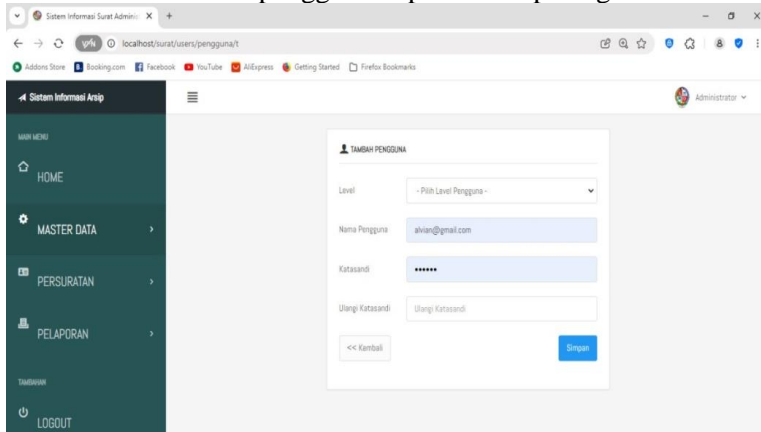 Sistem Informasi Surat Adminis
VPN
localhost/surat/users/pengguna/t
Addons Store Booking.com Facebook YouTube AliExpress Getting Started Firefox Bookmarks
Sistem Informasi Arsip
Administrator
MAIN MENU
HOME
MASTER DATA
PERSURATAN
PELAPORAN
TAMBAHAN
LOGOUT
TAMBAH PENGGUNA
Level - Pilih Level Pengguna -
Nama Pengguna alvian@gmail.com
Katasandi ••••••
Ulangi Katasandi Ulangi Katasandi
<< Kembali Simpan